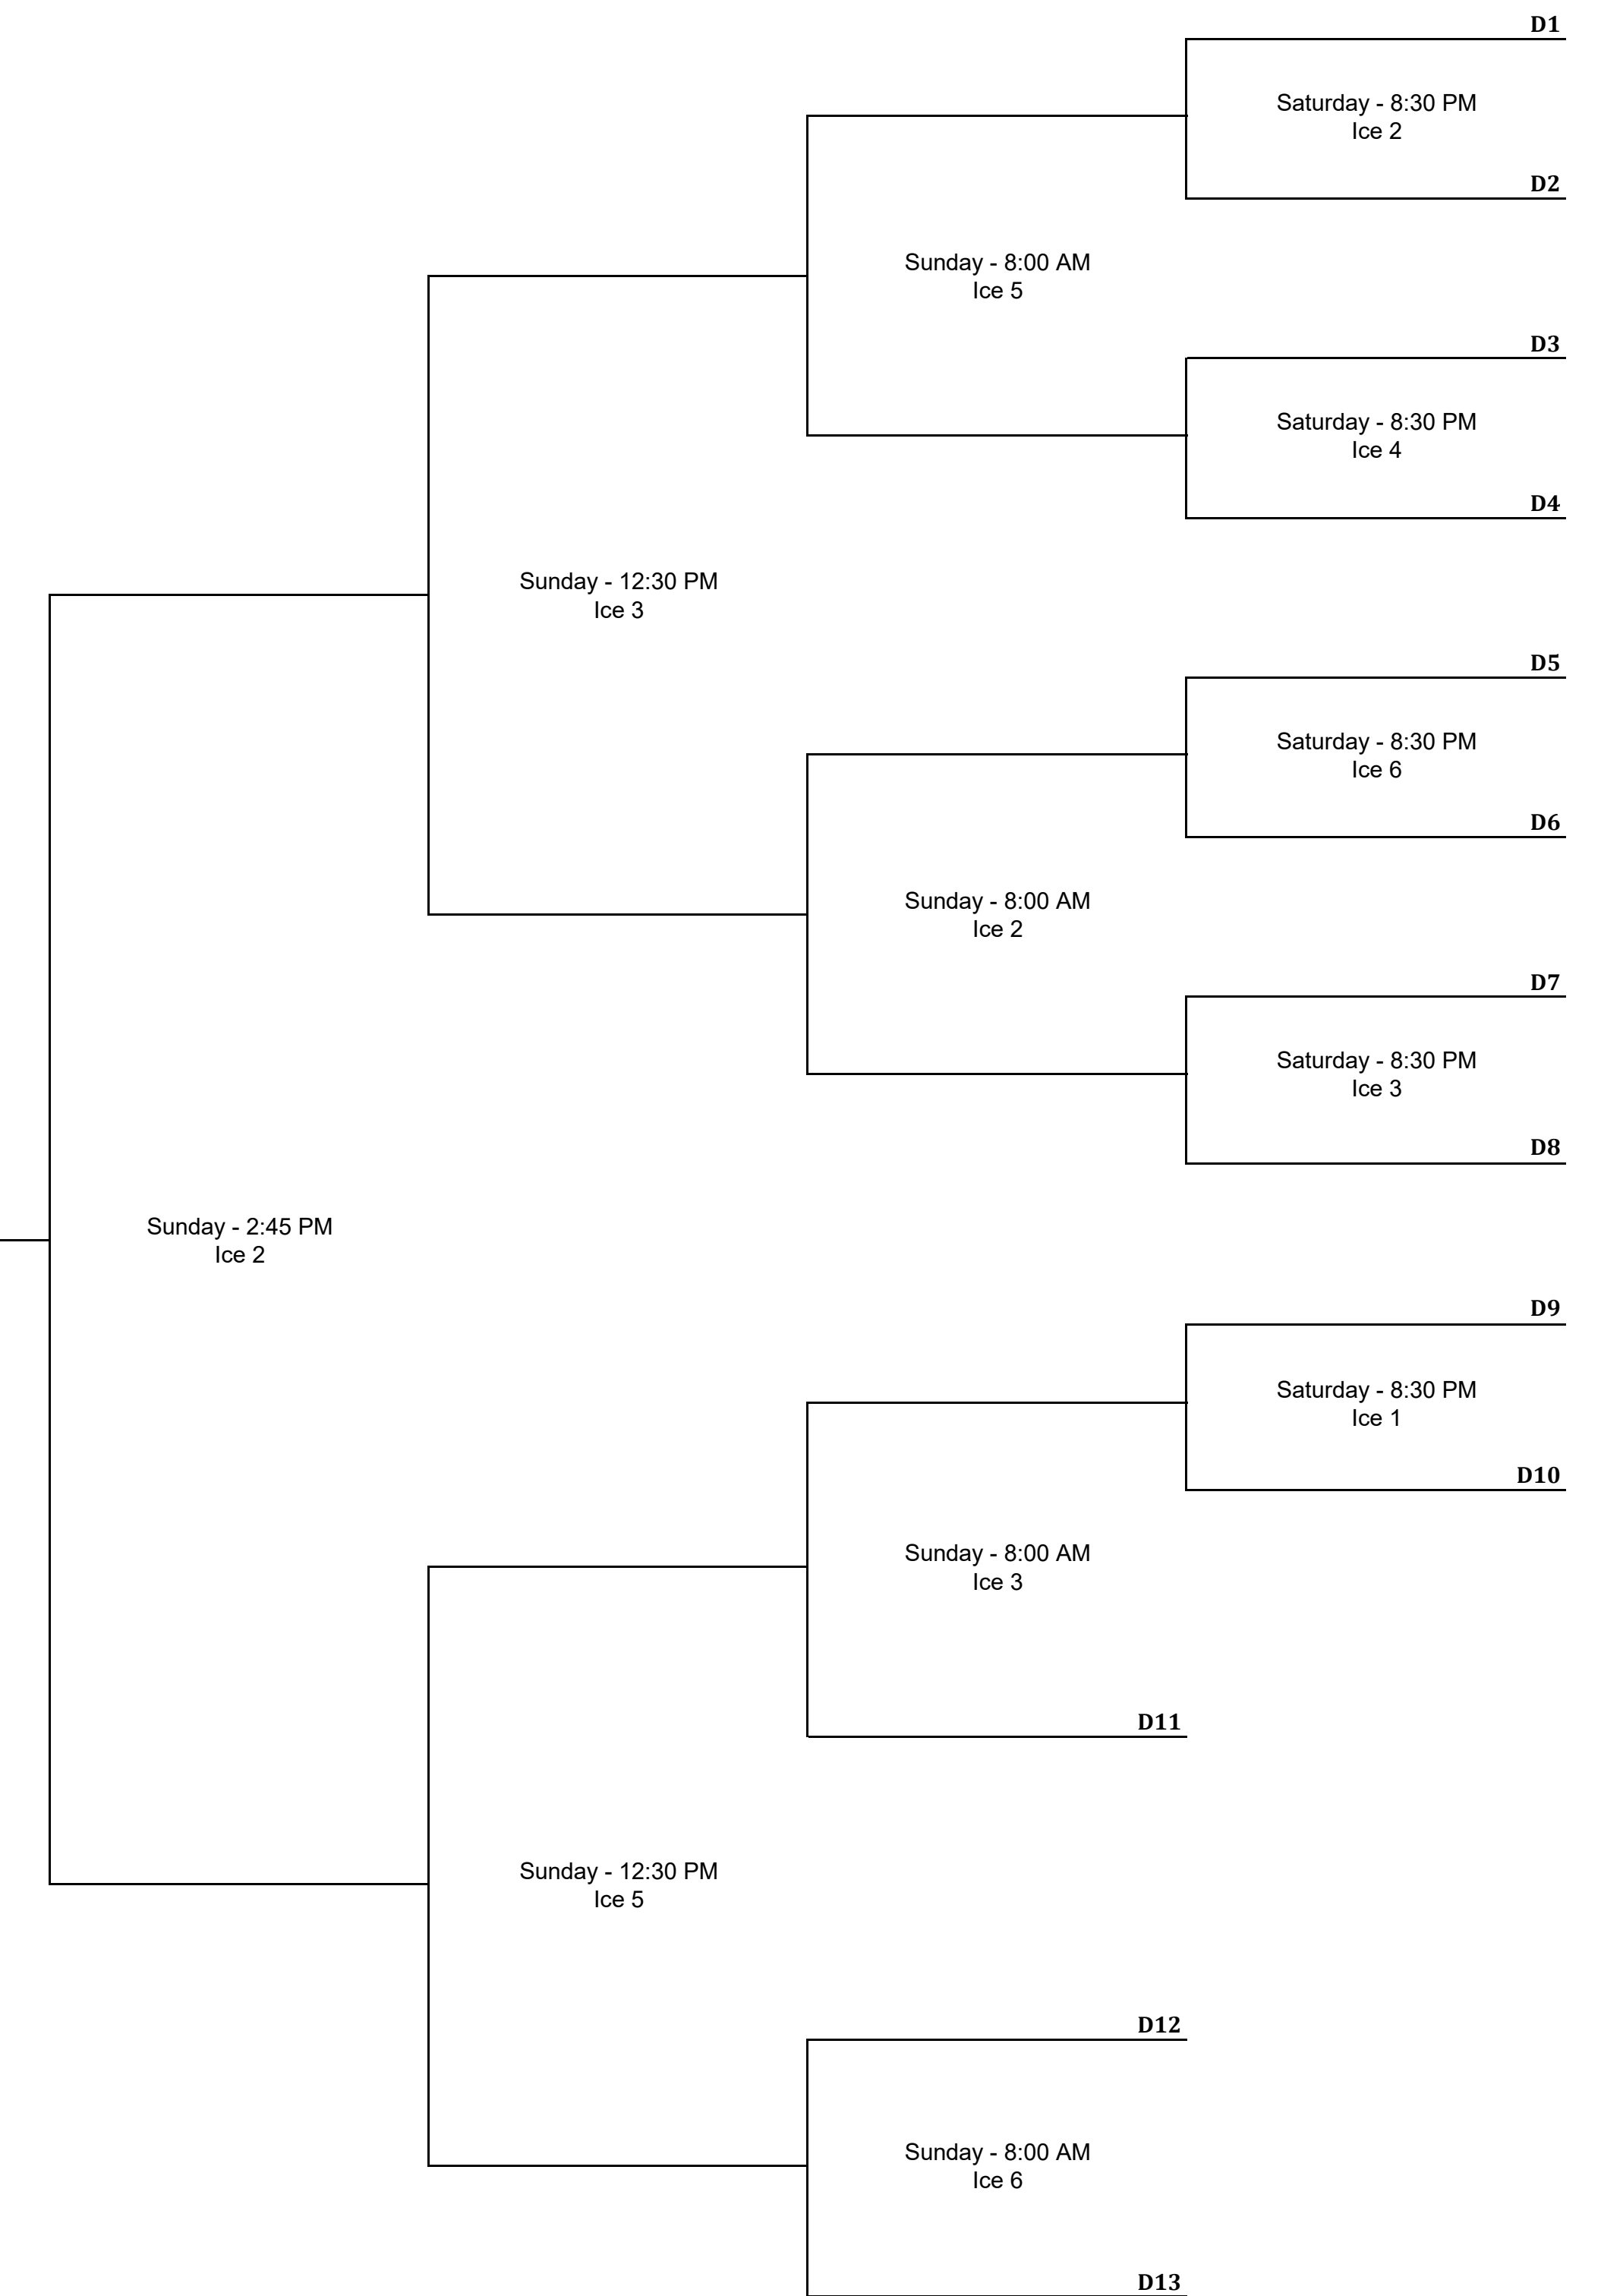 D1
Saturday - 8:30 PM
Ice 2
D2
Sunday - 8:00 AM
Ice 5
D3
Saturday - 8:30 PM
Ice 4
D4
Sunday - 12:30 PM
Ice 3
D5
Saturday - 8:30 PM
Ice 6
D6
Sunday - 8:00 AM
Ice 2
D7
Saturday - 8:30 PM
Ice 3
D8
Sunday - 2:45 PM
Ice 2
D9
Saturday - 8:30 PM
Ice 1
D10
Sunday - 8:00 AM
Ice 3
D11
Sunday - 12:30 PM
Ice 5
D12
Sunday - 8:00 AM
Ice 6
D13